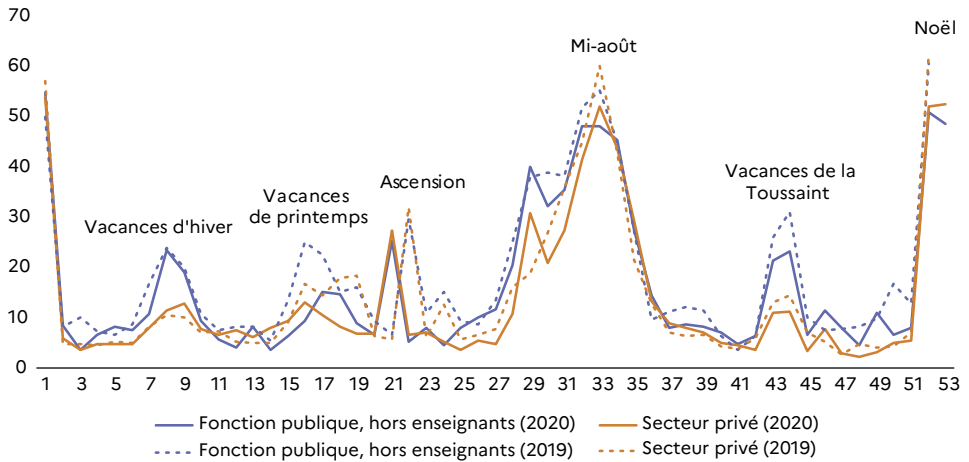 70
60
50
40
30
20
10
0
Noël
Mi-août
Vacances d'hiver
Vacances
de printemps
Ascension
Vacances de la
Toussaint
1 3 5 7 9 11 13 15 17 19 21 23 25 27 29 31 33 35 37 39 41 43 45 47 49 51 53
Fonction publique, hors enseignants (2020) Secteur privé (2020)
Fonction publique, hors enseignants (2019) Secteur privé (2019)